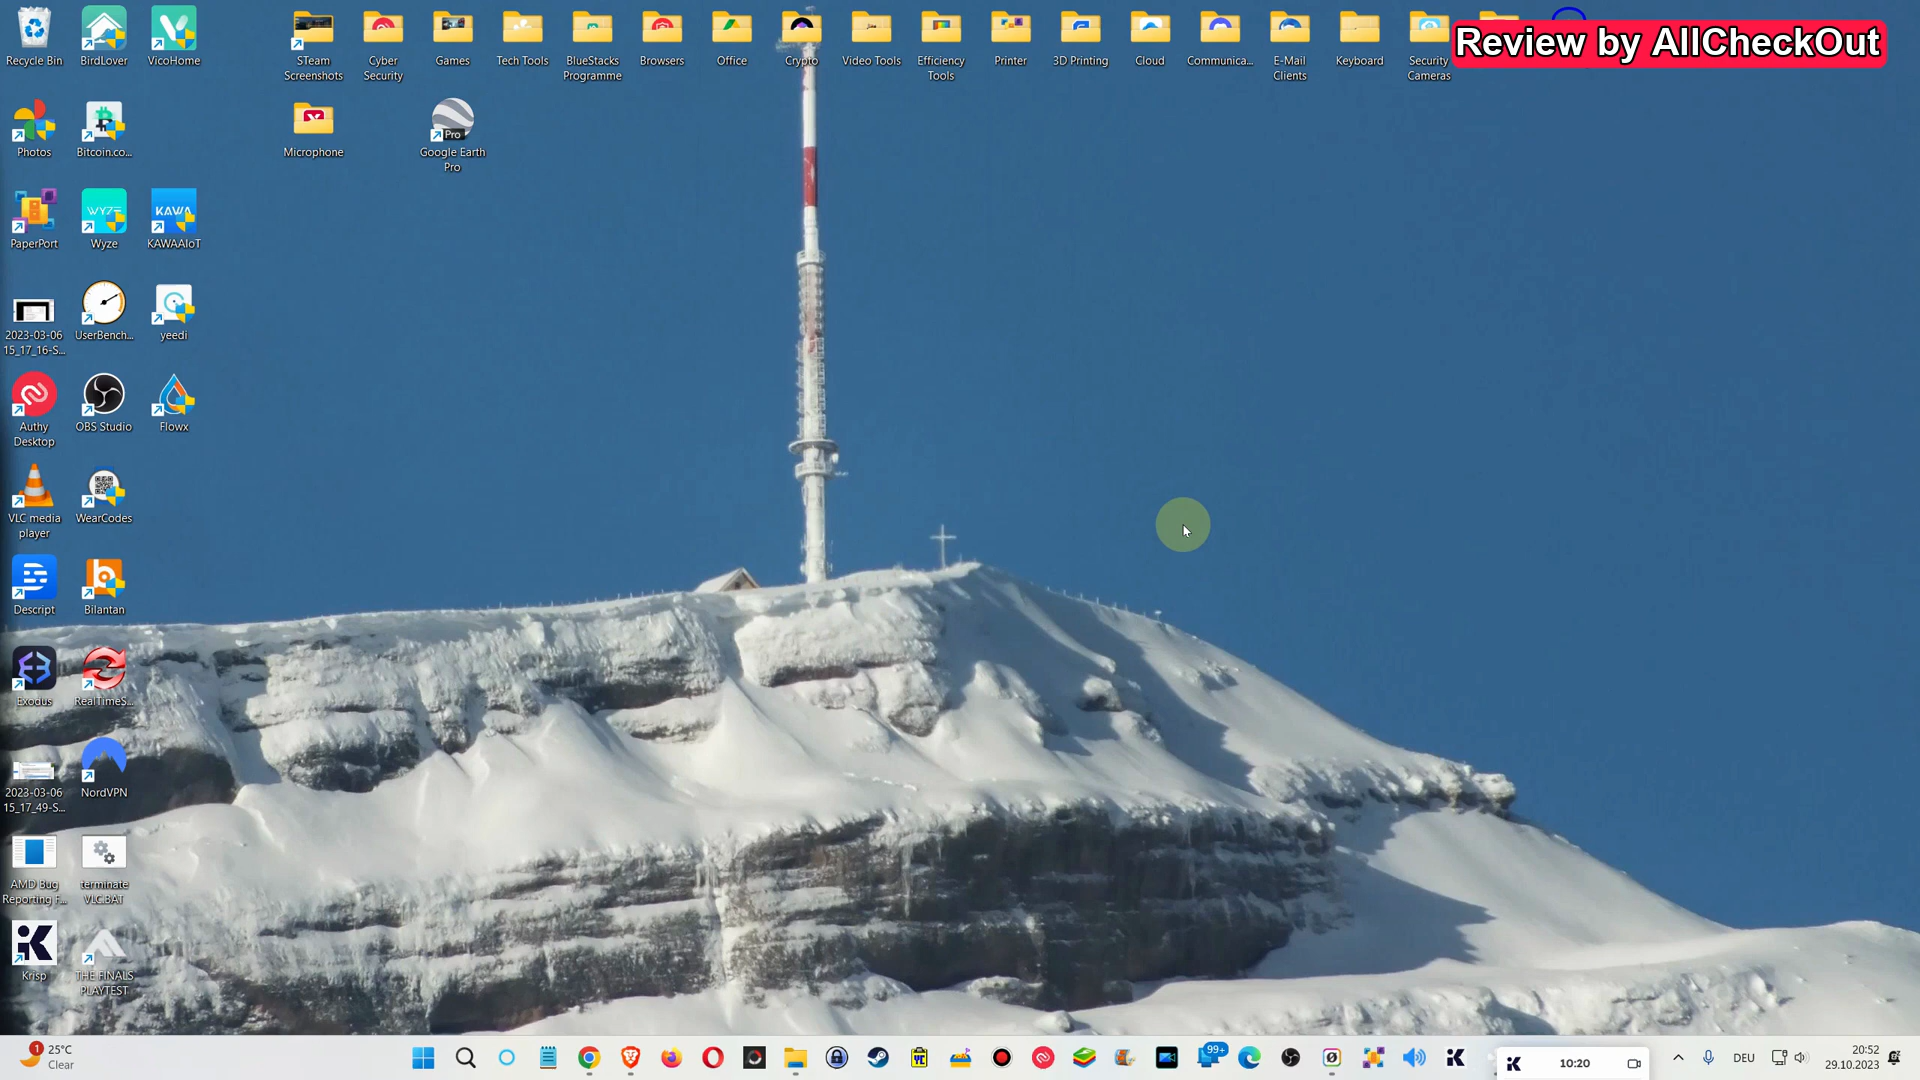 Review by AllCheckOut
Recycle Bin
BirdLover
VicoHome
STeam
Screenshots
Cyber
Security
Games
Tech Tools
BlueStacks
Programme
Browsers
Office
Crypto
Video Tools
Efficiency
Tools
Printer
3D Printing
Cloud
Communica...
E-Mail
Clients
Keyboard
Security
Cameras
Photos
Bitcoin.co...
Microphone
Pro
Google Earth
Pro
WYZE
KAWA
PaperPort
Wyze
KAWAAIoT
2023-03-06
15_17_16-S...
UserBench...
yeedi
Authy
Desktop
OBS Studio
Flowx
VLC media
player
WearCodes
Descript
Bilantan
Exodus
RealTimeS...
2023-03-06
15_17_49-S...
NordVPN
AMD Bug
Reporting F...
terminate
VLC.BAT
Krisp
THE FINALS
PLAYTEST
1
25°C
Clear
99+
10:20
DEU
20:52
29.10.2023